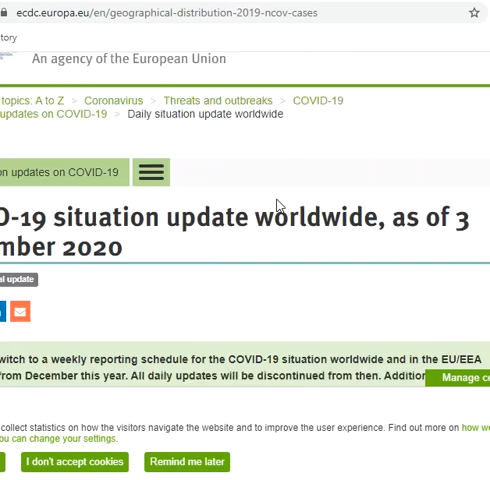 ecdc.europa.eu/en/geographical-distribution-2019-ncov-cases
tory
An agency of the European Union
topics: A to Z > Coronavirus > Threats and outbreaks > COVID-19
updates on COVID-19 > Daily situation update worldwide
on updates on COVID-19
D-19 situation update worldwide, as of 3
mber 2020
al update
witch to a weekly reporting schedule for the COVID-19 situation worldwide and in the EU/EEA
from December this year. All daily updates will be discontinued from then. Addition
Manage co
collect statistics on how the visitors navigate the website and to improve the user experience. Find out more on how we
ou can change your settings.
I don't accept cookies
Remind me later